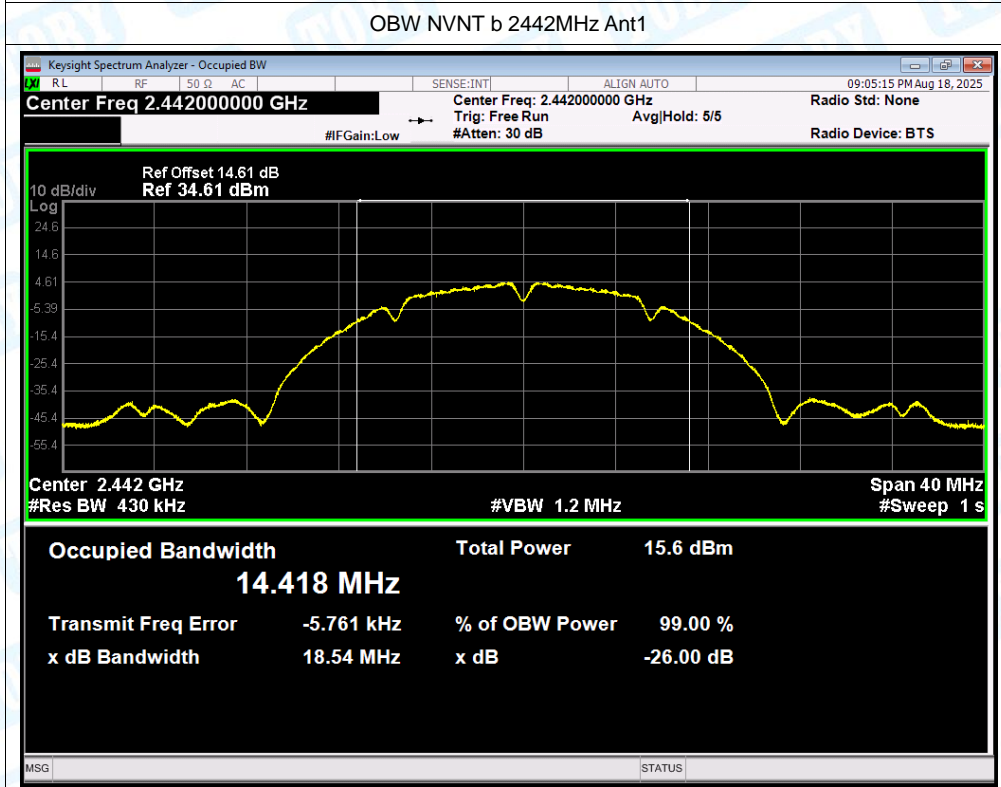 OBW NVNT b 2442MHz Ant1
Keysight Spectrum Analyzer - Occupied BW
LXI RL RF 50 Ω AC SENSE:INT ALIGN AUTO 09:05:15 PM Aug 18, 2025
Center Freq 2.442000000 GHz
Center Freq: 2.442000000 GHz
Radio Std: None
Trig: Free Run
Avg|Hold: 5/5
#IFGain:Low
#Atten: 30 dB
Radio Device: BTS
Ref Offset 14.61 dB
10 dB/div
Ref 34.61 dBm
Log
24.6
14.6
4.61
-5.39
-15.4
-25.4
-35.4
-45.4
-55.4
Center 2.442 GHz
Span 40 MHz
#Res BW 430 kHz
#VBW 1.2 MHz
#Sweep 1 s
Occupied Bandwidth
Total Power 15.6 dBm
14.418 MHz
Transmit Freq Error -5.761 kHz
% of OBW Power 99.00 %
x dB Bandwidth 18.54 MHz
x dB -26.00 dB
MSG
STATUS